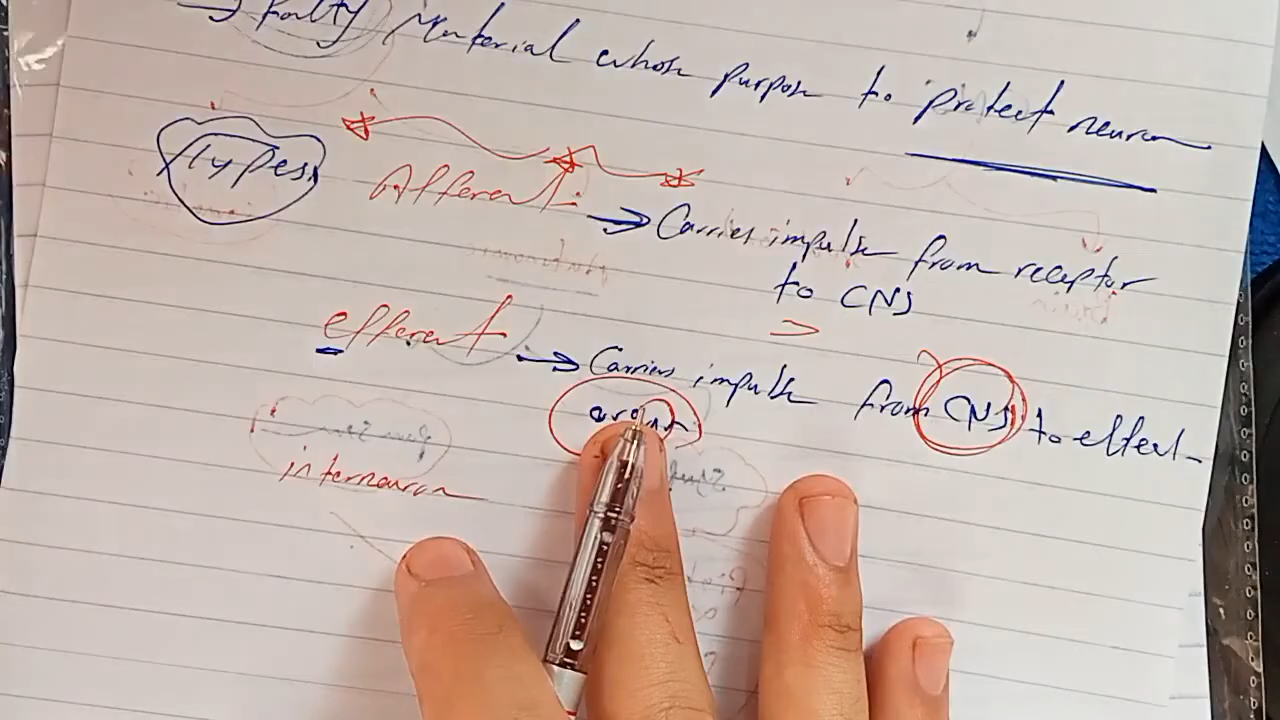 → Fatty Material whose purpose to protect neuron
Types
Afferent: → Carries impulse from receptor
to CNS
efferent → Carries impulse from CNS to effect-
organ
interneuron